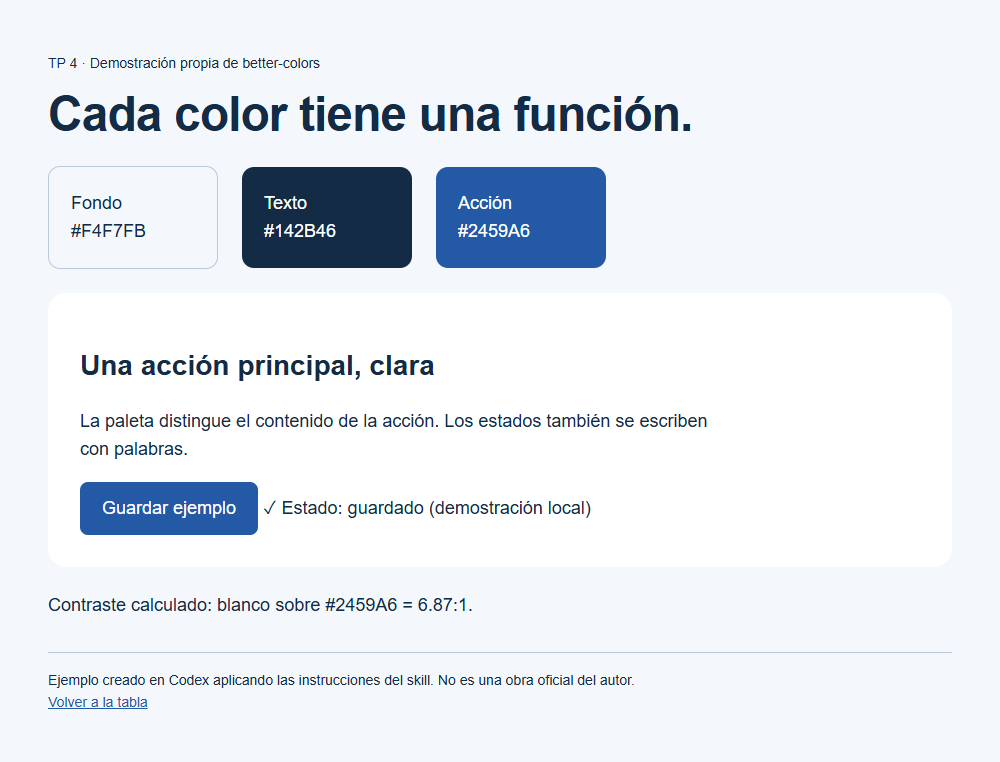 TP 4 · Demostración propia de better-colors
Cada color tiene una función.
Fondo
#F4F7FB
Texto
#142B46
Acción
#2459A6
Una acción principal, clara
La paleta distingue el contenido de la acción. Los estados también se escriben
con palabras.
Guardar ejemplo ✓ Estado: guardado (demostración local)
Contraste calculado: blanco sobre #2459A6 = 6.87:1.
Ejemplo creado en Codex aplicando las instrucciones del skill. No es una obra oficial del autor.
Volver a la tabla